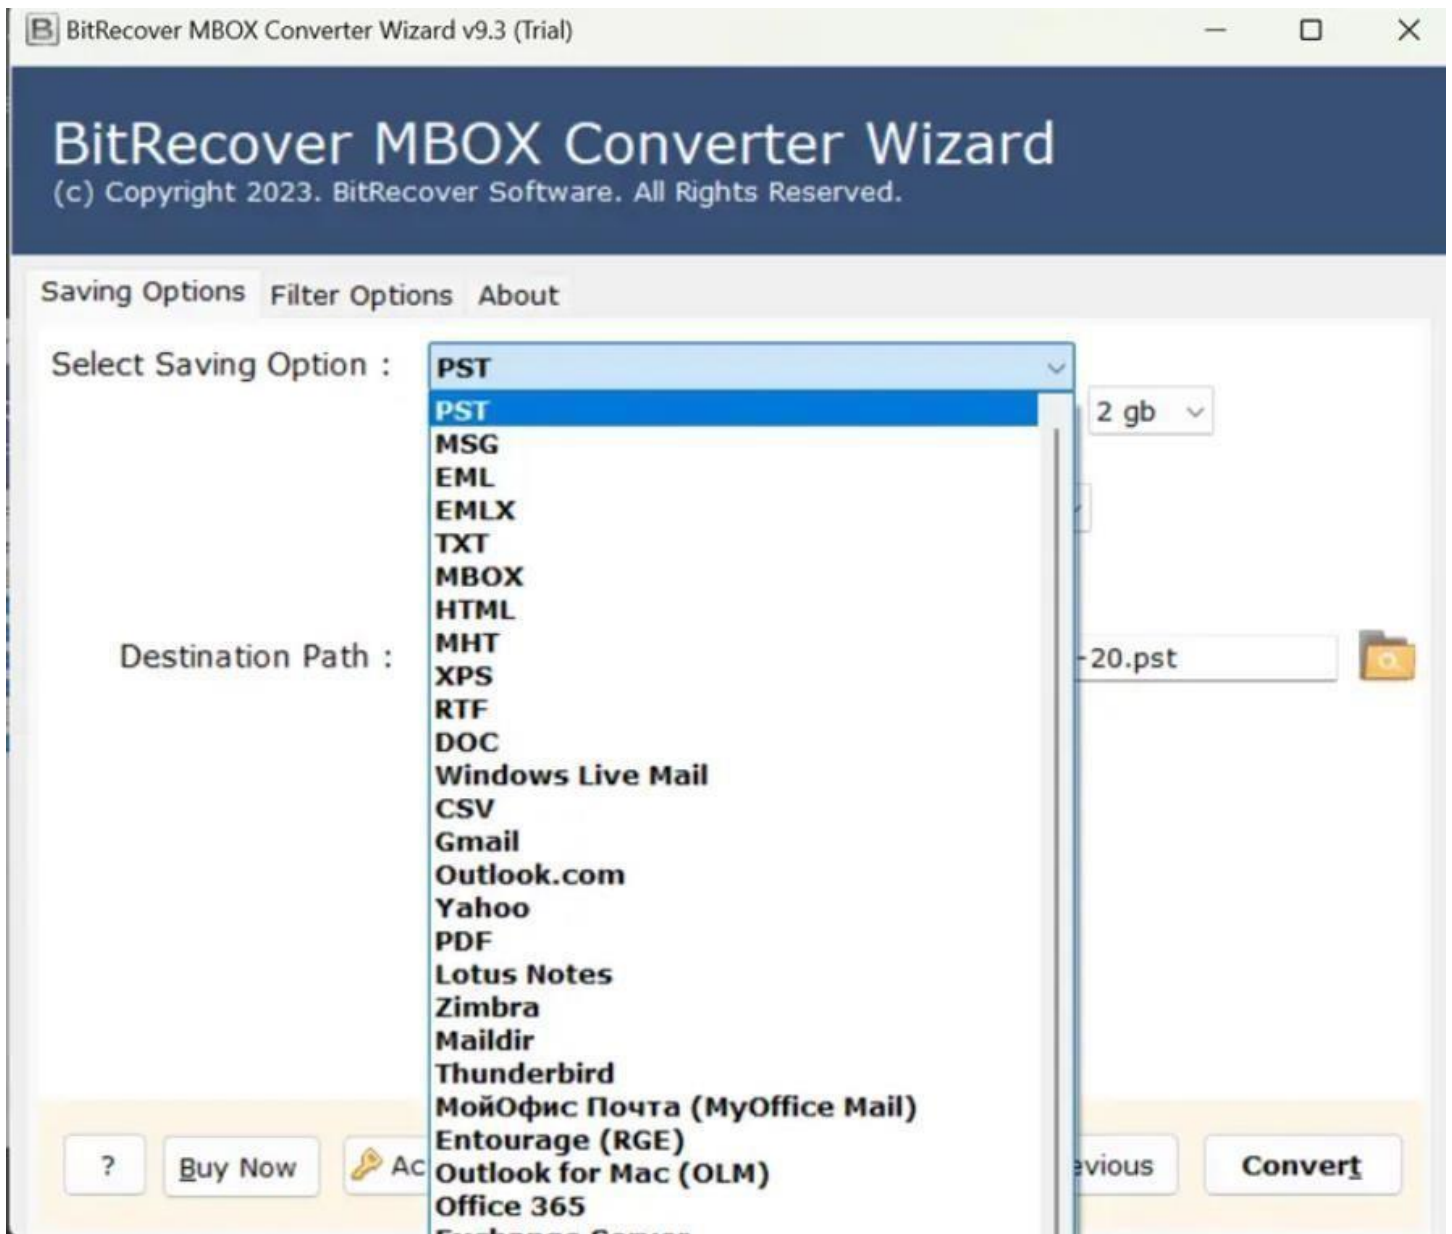 BitRecover MBOX Converter Wizard v9.3 (Trial)
BitRecover MBOX Converter Wizard
(c) Copyright 2023. BitRecover Software. All Rights Reserved.
Saving Options Filter Options About
Select Saving Option : PST
PST
2 gb
MSG
EML
EMLX
TXT
MBOX
HTML
MHT
Destination Path : -20.pst
XPS
RTF
DOC
Windows Live Mail
CSV
Gmail
Outlook.com
Yahoo
PDF
Lotus Notes
Zimbra
Maildir
Thunderbird
МойОфис Почта (MyOffice Mail)
Entourage (RGE)
Outlook for Mac (OLM)
Office 365
? Buy Now Ac evious Convert